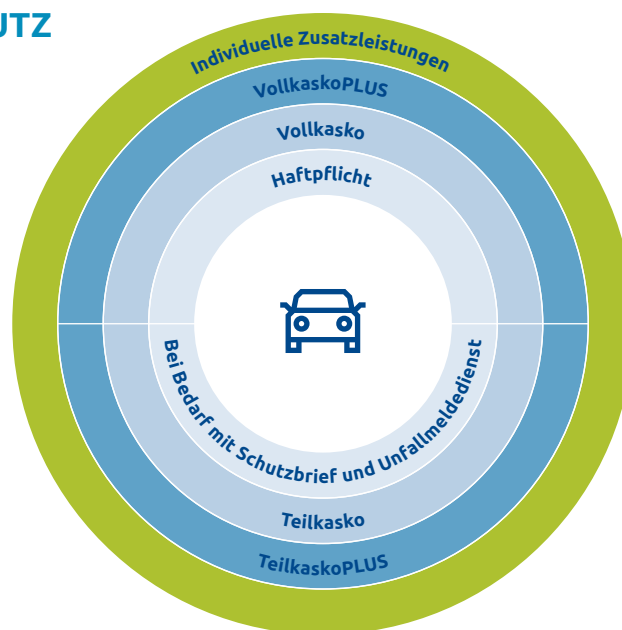 UTZ
Individuelle Zusatzleistungen
VollkaskoPLUS
Vollkasko
Haftpflicht
Bei Bedarf mit Schutzbrief und Unfallmeldedienst
Teilkasko
TeilkaskoPLUS